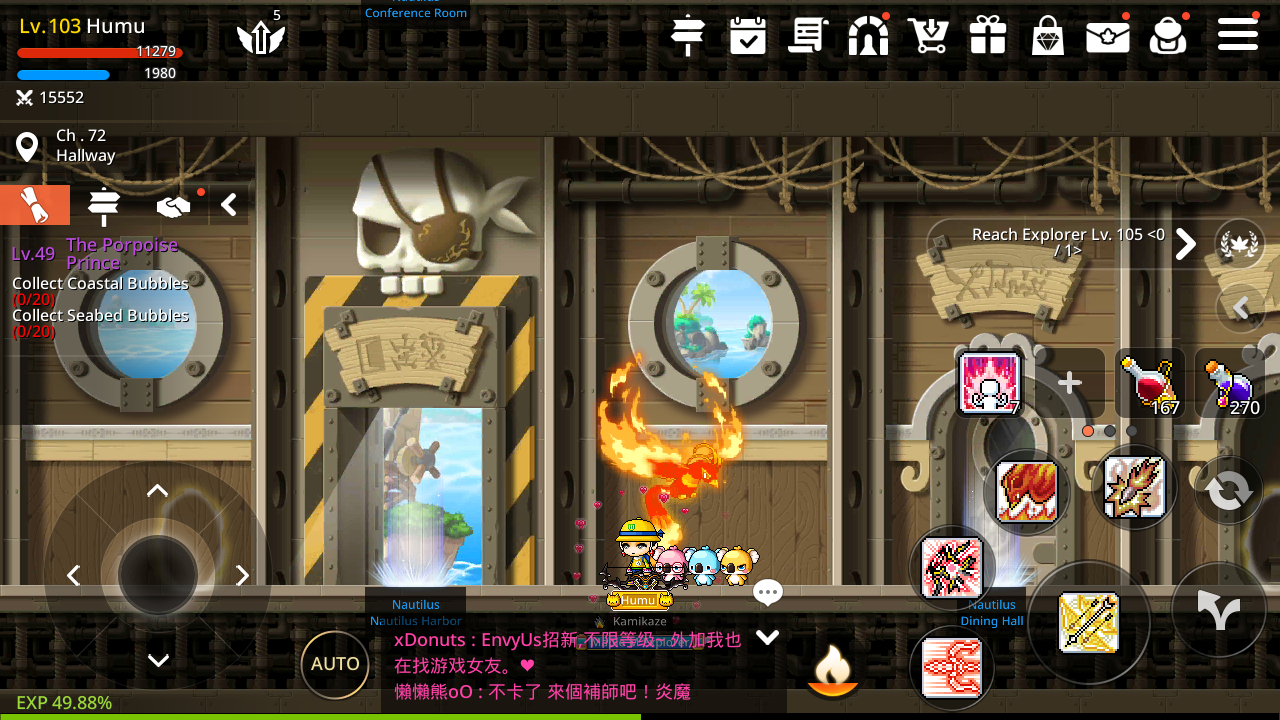 Nautilus
Conference Room
Lv.103 Humu
11279
1980
5
15552
Ch . 72
Hallway
Lv.49 The Porpoise
Prince
Collect Coastal Bubbles
(0/20)
Collect Seabed Bubbles
(0/20)
Reach Explorer Lv. 105 <0
/ 1>
7
167
270
Humu
Kamikaze
Nautilus
Nautilus Harbor
Nautilus
Dining Hall
AUTO
xDonuts : EnvyUs招新 不限等级、外加我也
在找游戏女友。♥
懒懒熊oO : 不卡了 來個補師吧！炎魔
EXP 49.88%